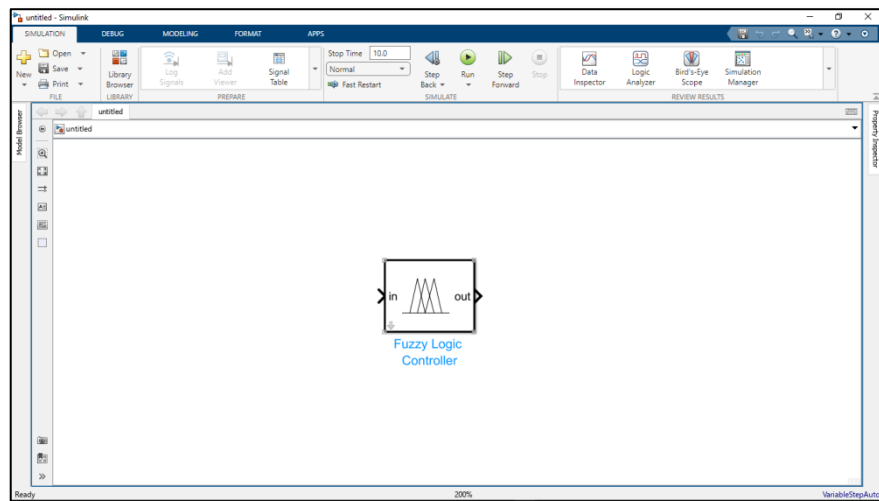 untitled - Simulink
SIMULATION DEBUG MODELING FORMAT APPS
New
Open
Save
Print
FILE
Library Browser
LIBRARY
Log Signals
Add Viewer
Signal Table
PREPARE
Stop Time 10.0
Normal
Fast Restart
Step Back
Run
Step Forward
Stop
SIMULATE
Data Inspector
Logic Analyzer
Bird's-Eye Scope
Simulation Manager
REVIEW RESULTS
Model Browser
untitled
untitled
Property Inspector
in out
Fuzzy Logic
Controller
Ready 200% VariableStepAuto